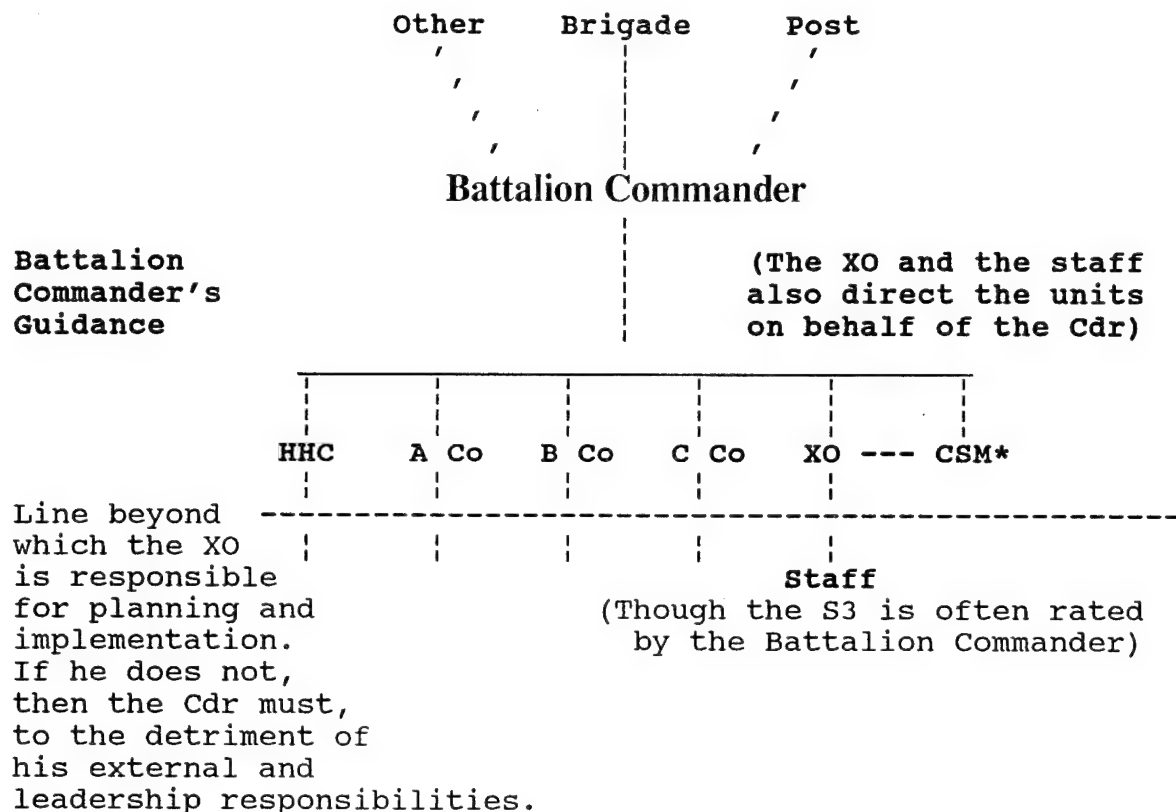 Other Brigade Post
Battalion Commander
Battalion
Commander's
Guidance
(The XO and the staff
also direct the units
on behalf of the Cdr)
HHC A Co B Co C Co XO --- CSM*
Line beyond
which the XO
is responsible
for planning and
implementation.
If he does not,
then the Cdr must,
to the detriment of
his external and
leadership responsibilities.
Staff
(Though the S3 is often rated
by the Battalion Commander)